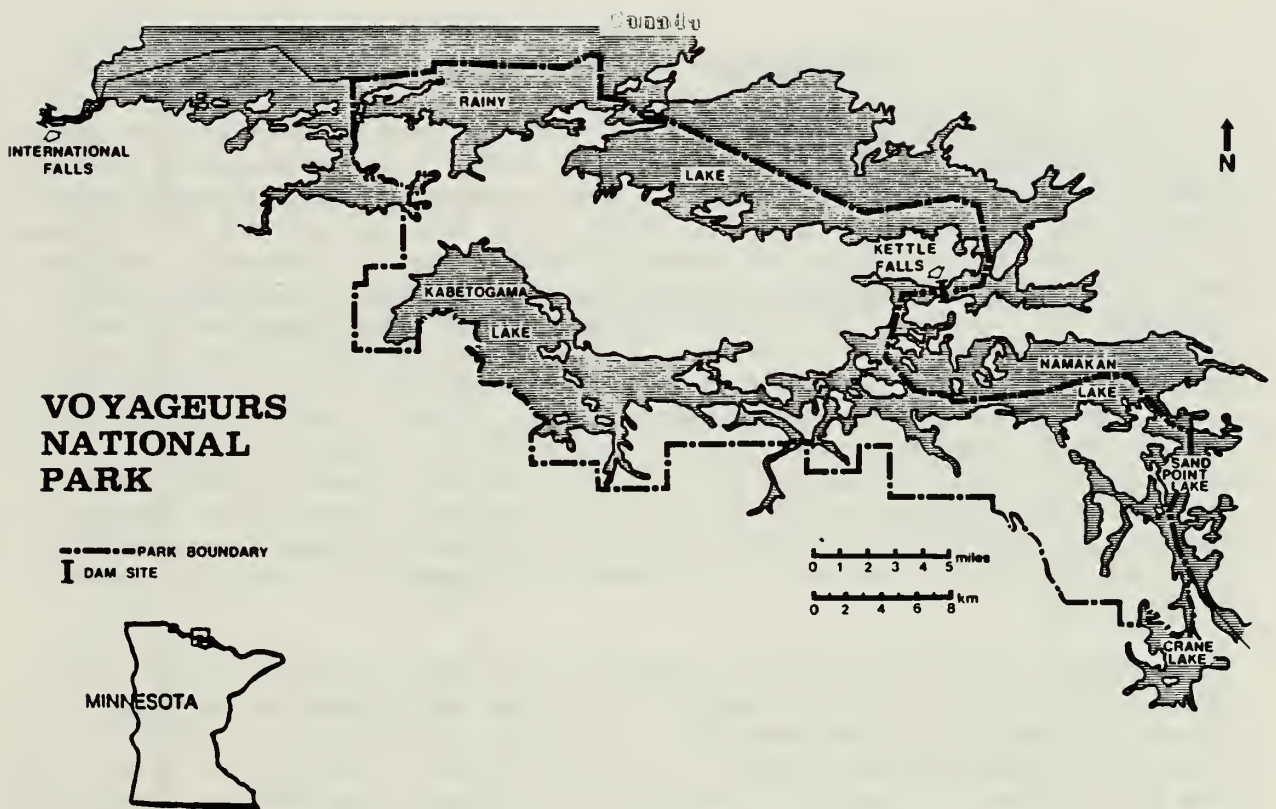 Canada
RAINY
LAKE
INTERNATIONAL
FALLS
N
KETTLE
FALLS
KABETOGAMA
LAKE
NAMAKAN
LAKE
VOYAGEURS
NATIONAL
PARK
SAND
POINT
LAKE
PARK BOUNDARY
DAM SITE
0 1 2 3 4 5 miles
0 2 4 6 8 km
CRANE
LAKE
MINNESOTA